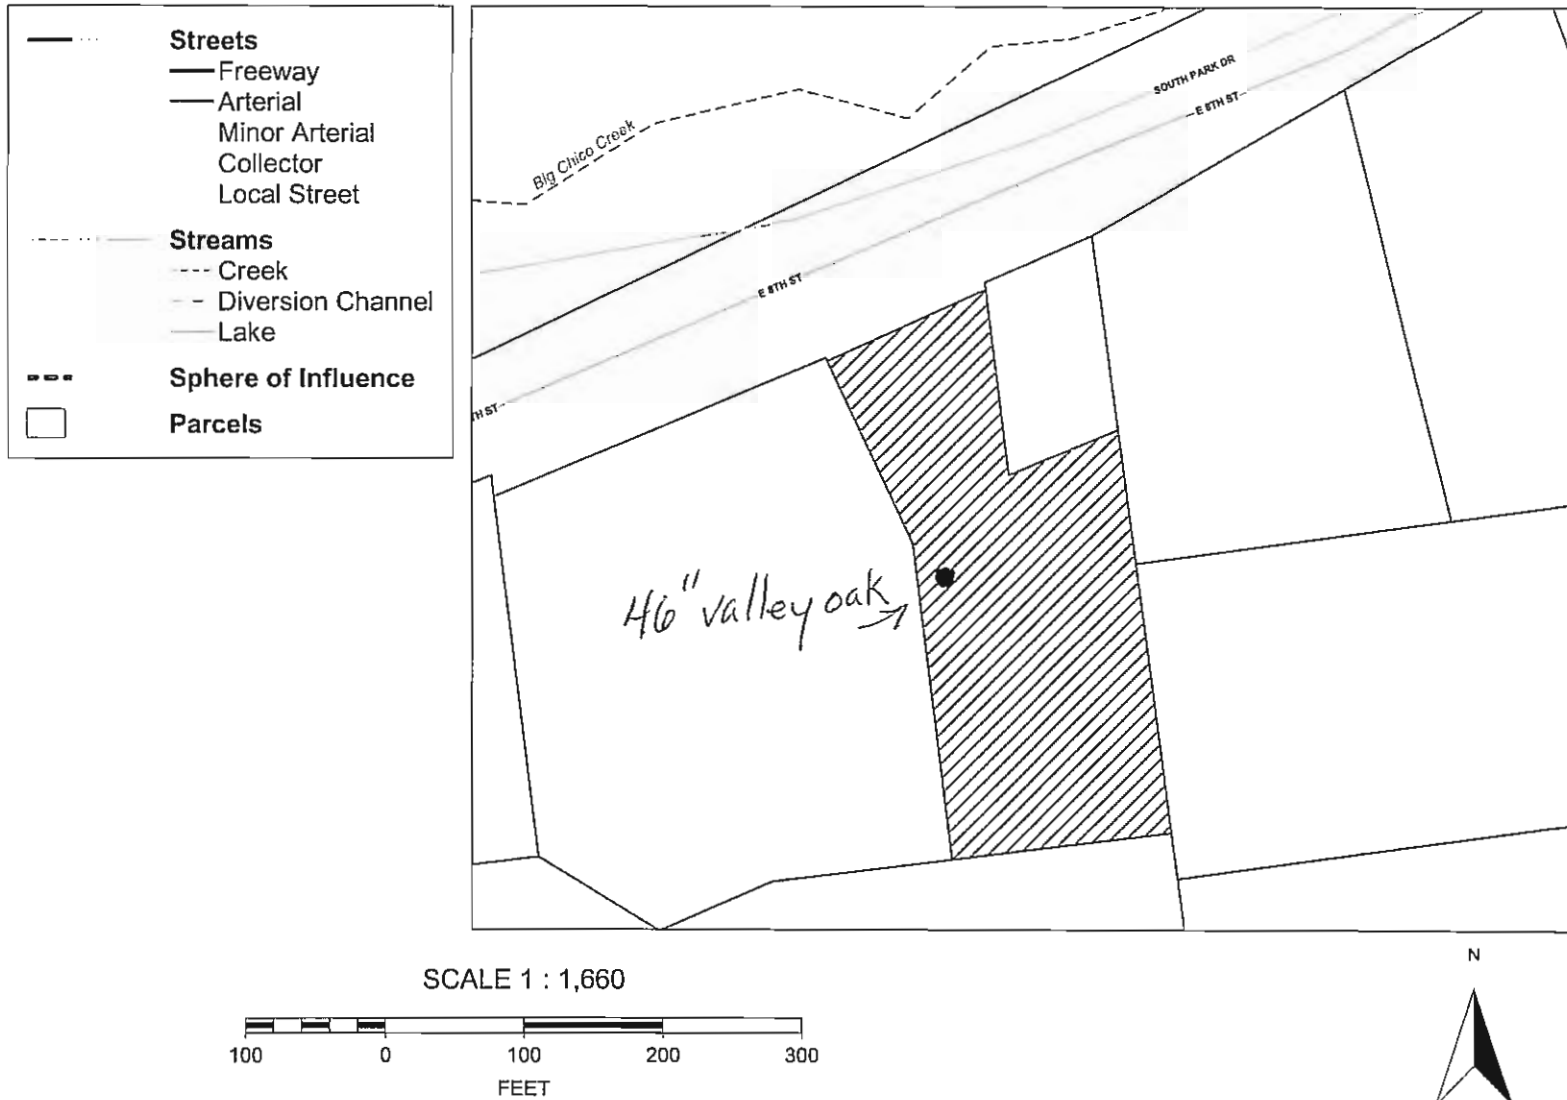 Streets
Freeway
Arterial
Minor Arterial
Collector
Local Street
Streams
Creek
Diversion Channel
Lake
Sphere of Influence
Parcels
Big Chico Creek
SOUTH PARK DR
E 8TH ST
E 8TH ST
TH ST
46" valley oak
SCALE 1 : 1,660
100 0 100 200 300
FEET
N